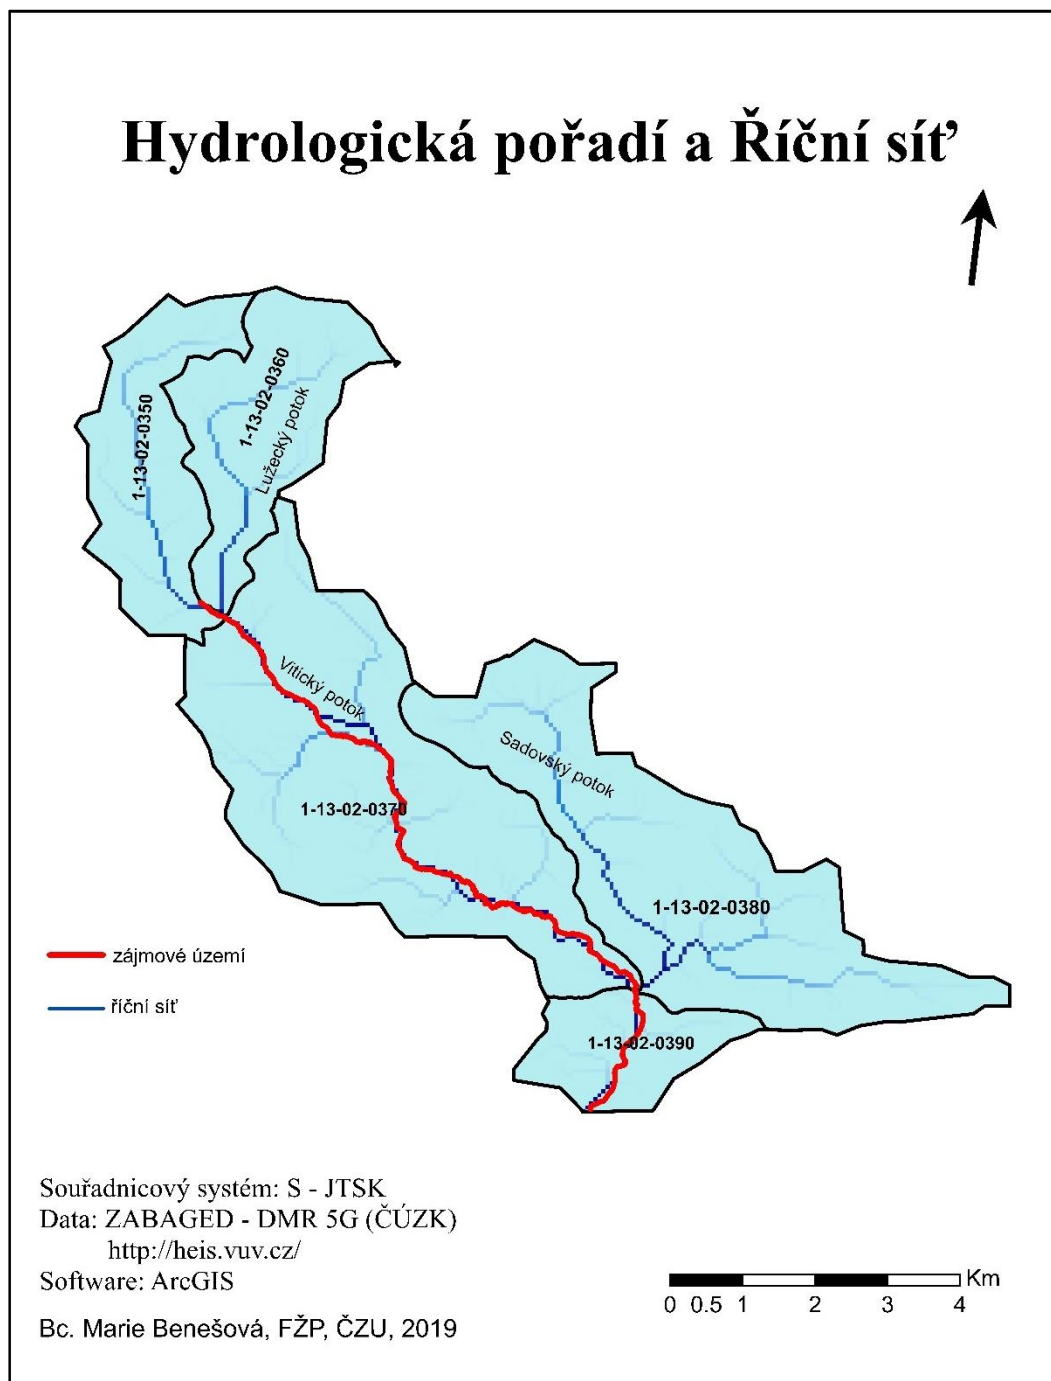 Hydrologická pořadí a Říční síť
1-13-02-0350
1-13-02-0360
Lužecký potok
Vitický potok
Sadovský potok
1-13-02-0370
1-13-02-0380
1-13-02-0390
zájmové území
říční síť
Souřadnicový systém: S - JTSK
Data: ZABAGED - DMR 5G (ČÚZK)
http://heis.vuv.cz/
Software: ArcGIS
Bc. Marie Benešová, FŽP, ČZU, 2019
Km
0 0.5 1 2 3 4